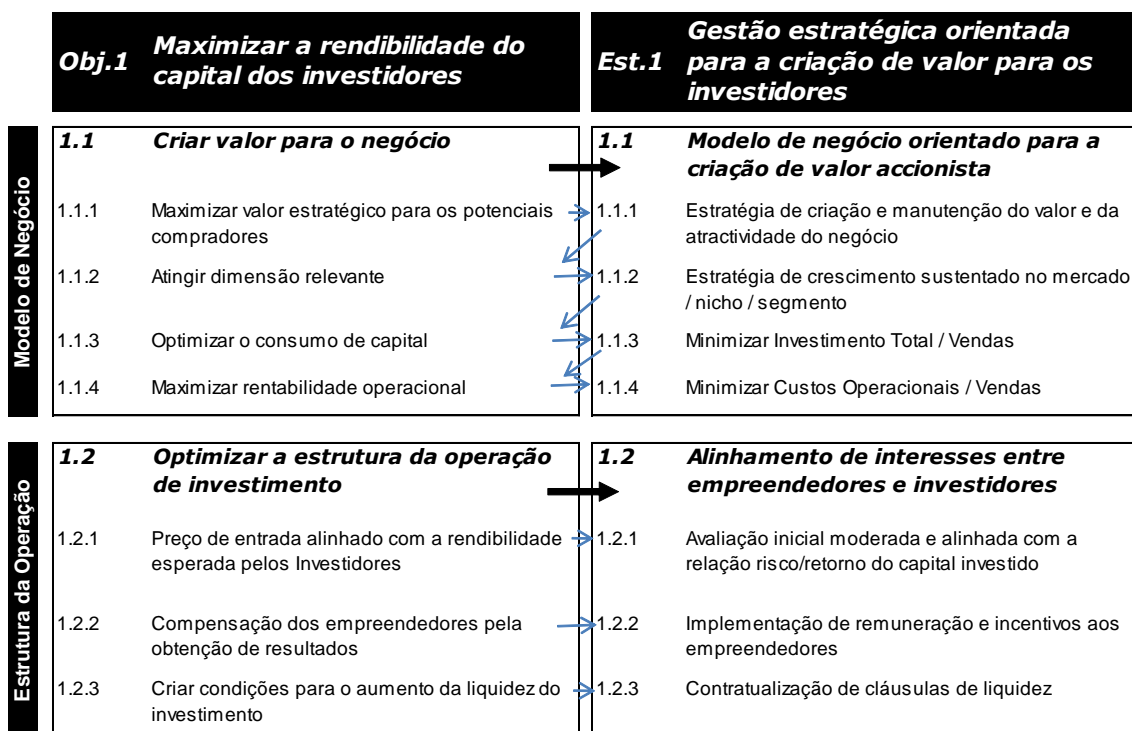 Obj.1 Maximizar a rendibilidade do
capital dos investidores
Est.1 Gestão estratégica orientada
para a criação de valor para os
investidores
Modelo de Negócio
1.1 Criar valor para o negócio
1.1 Modelo de negócio orientado para a
criação de valor accionista
1.1.1 Maximizar valor estratégico para os potenciais
compradores
1.1.1 Estratégia de criação e manutenção do valor e da
atractividade do negócio
1.1.2 Atingir dimensão relevante
1.1.2 Estratégia de crescimento sustentado no mercado
/ nicho / segmento
1.1.3 Optimizar o consumo de capital
1.1.3 Minimizar Investimento Total / Vendas
1.1.4 Maximizar rentabilidade operacional
1.1.4 Minimizar Custos Operacionais / Vendas
Estrutura da Operação
1.2 Optimizar a estrutura da operação
de investimento
1.2 Alinhamento de interesses entre
empreendedores e investidores
1.2.1 Preço de entrada alinhado com a rendibilidade
esperada pelos Investidores
1.2.1 Avaliação inicial moderada e alinhada com a
relação risco/retorno do capital investido
1.2.2 Compensação dos empreendedores pela
obtenção de resultados
1.2.2 Implementação de remuneração e incentivos aos
empreendedores
1.2.3 Criar condições para o aumento da liquidez do
investimento
1.2.3 Contratualização de cláusulas de liquidez